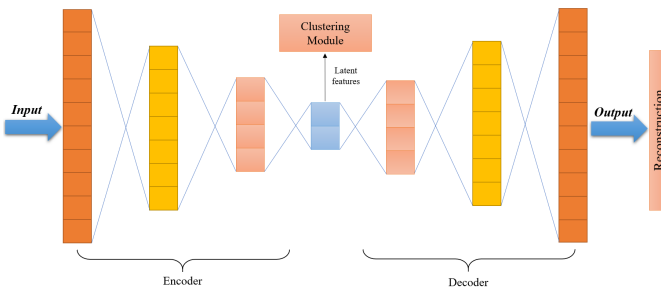 Clustering
Module
Latent
features
Input
Output
Reconstruction
Encoder
Decoder